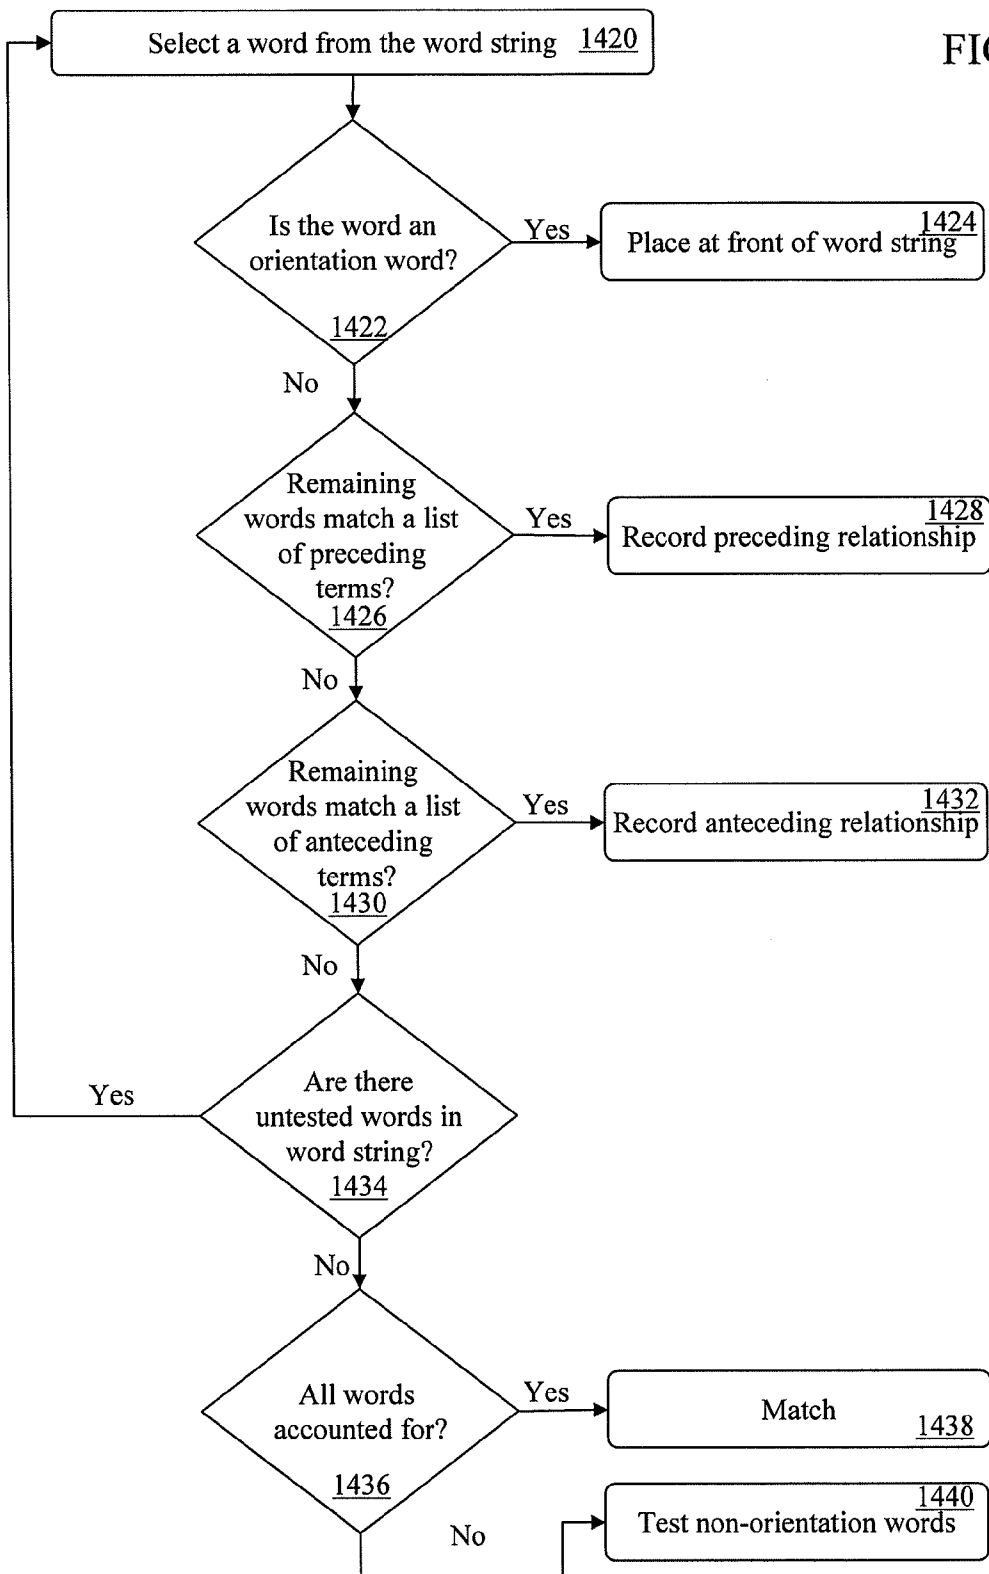 Select a word from the word string 1420
FIG
Is the word an
orientation word?
1422
Yes
1424
Place at front of word string
No
Remaining
words match a list
of preceding
terms?
1426
Yes
1428
Record preceding relationship
No
Remaining
words match a list
of anteceding
terms?
1430
Yes
1432
Record anteceding relationship
No
Yes
Are there
untested words in
word string?
1434
No
All words
accounted for?
1436
Yes
Match
1438
No
1440
Test non-orientation words